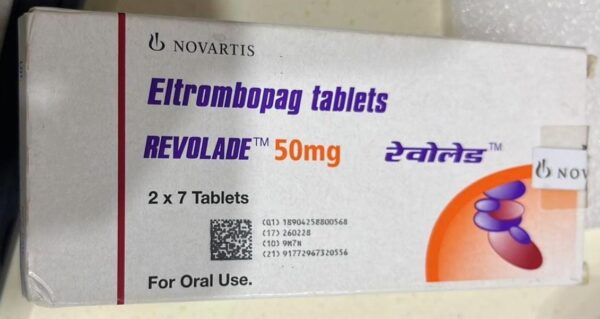 NOVARTIS
Eltrombopag tablets
REVOLADE™ 50mg
रेवोलेड™
NOV
2 x 7 Tablets
(01) 18904258800568
(17) 260228
(10) 9M7N
(21) 91772967320556
For Oral Use.